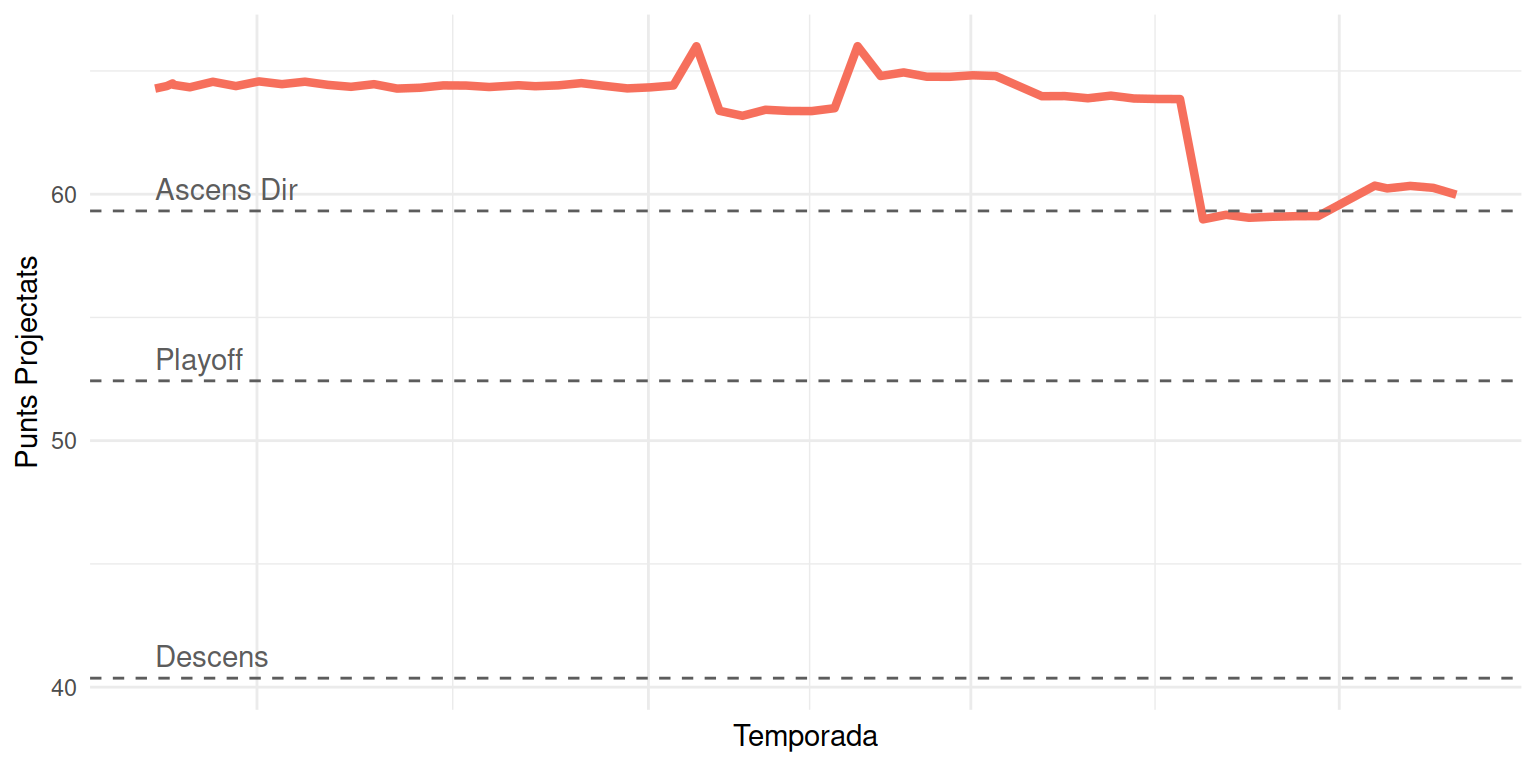 60
50
40
Punts Projectats
Ascens Dir
Playoff
Descens
Temporada